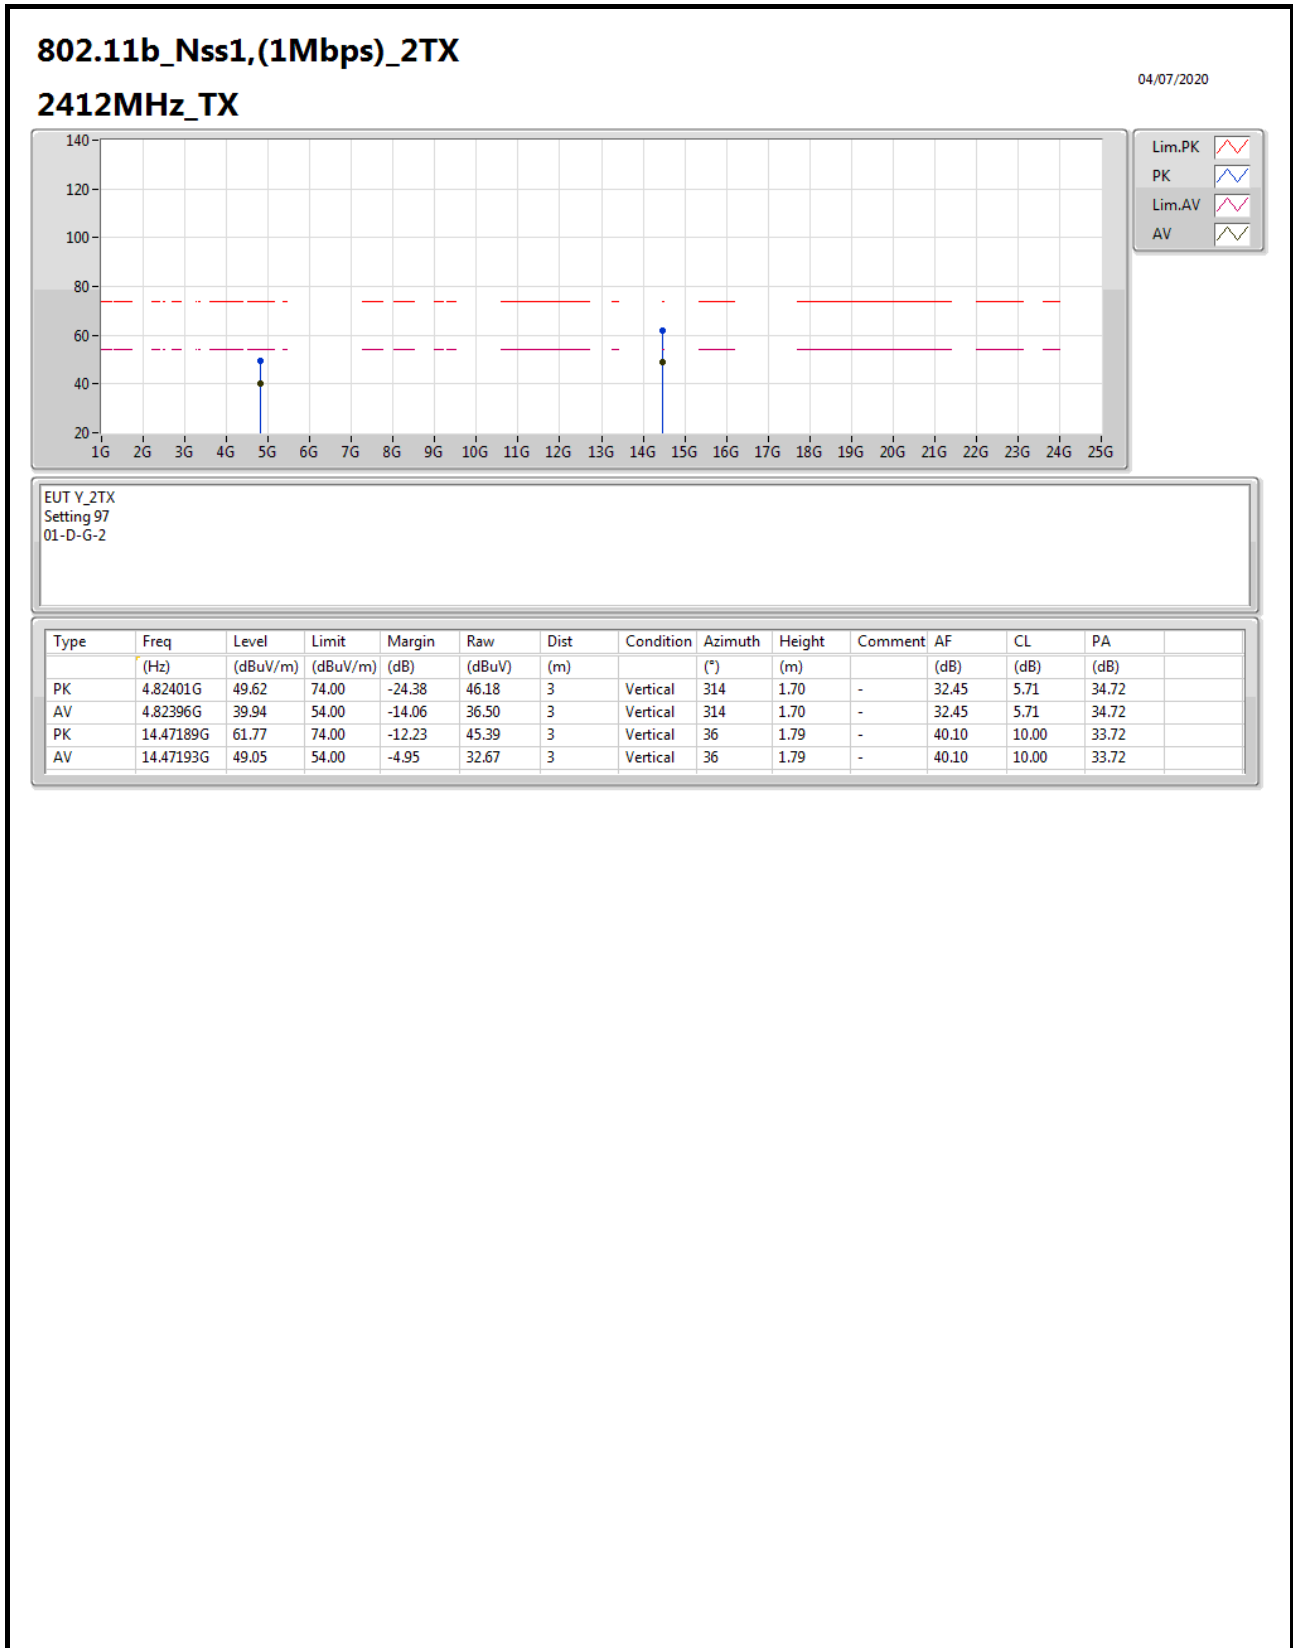 802.11b_Nss1,(1Mbps)_2TX
04/07/2020
2412MHz_TX
140
120
100
80
60
40
20
1G 2G 3G 4G 5G 6G 7G 8G 9G 10G 11G 12G 13G 14G 15G 16G 17G 18G 19G 20G 21G 22G 23G 24G 25G
Lim.PK
PK
Lim.AV
AV
EUT Y_2TX
Setting 97
01-D-G-2
Type Freq Level Limit Margin Raw Dist Condition Azimuth Height Comment AF CL PA
(Hz) (dBuV/m) (dBuV/m) (dB) (dBuV) (m) (°) (m) (dB) (dB) (dB)
PK 4.82401G 49.62 74.00 -24.38 46.18 3 Vertical 314 1.70 - 32.45 5.71 34.72
AV 4.82396G 39.94 54.00 -14.06 36.50 3 Vertical 314 1.70 - 32.45 5.71 34.72
PK 14.47189G 61.77 74.00 -12.23 45.39 3 Vertical 36 1.79 - 40.10 10.00 33.72
AV 14.47193G 49.05 54.00 -4.95 32.67 3 Vertical 36 1.79 - 40.10 10.00 33.72